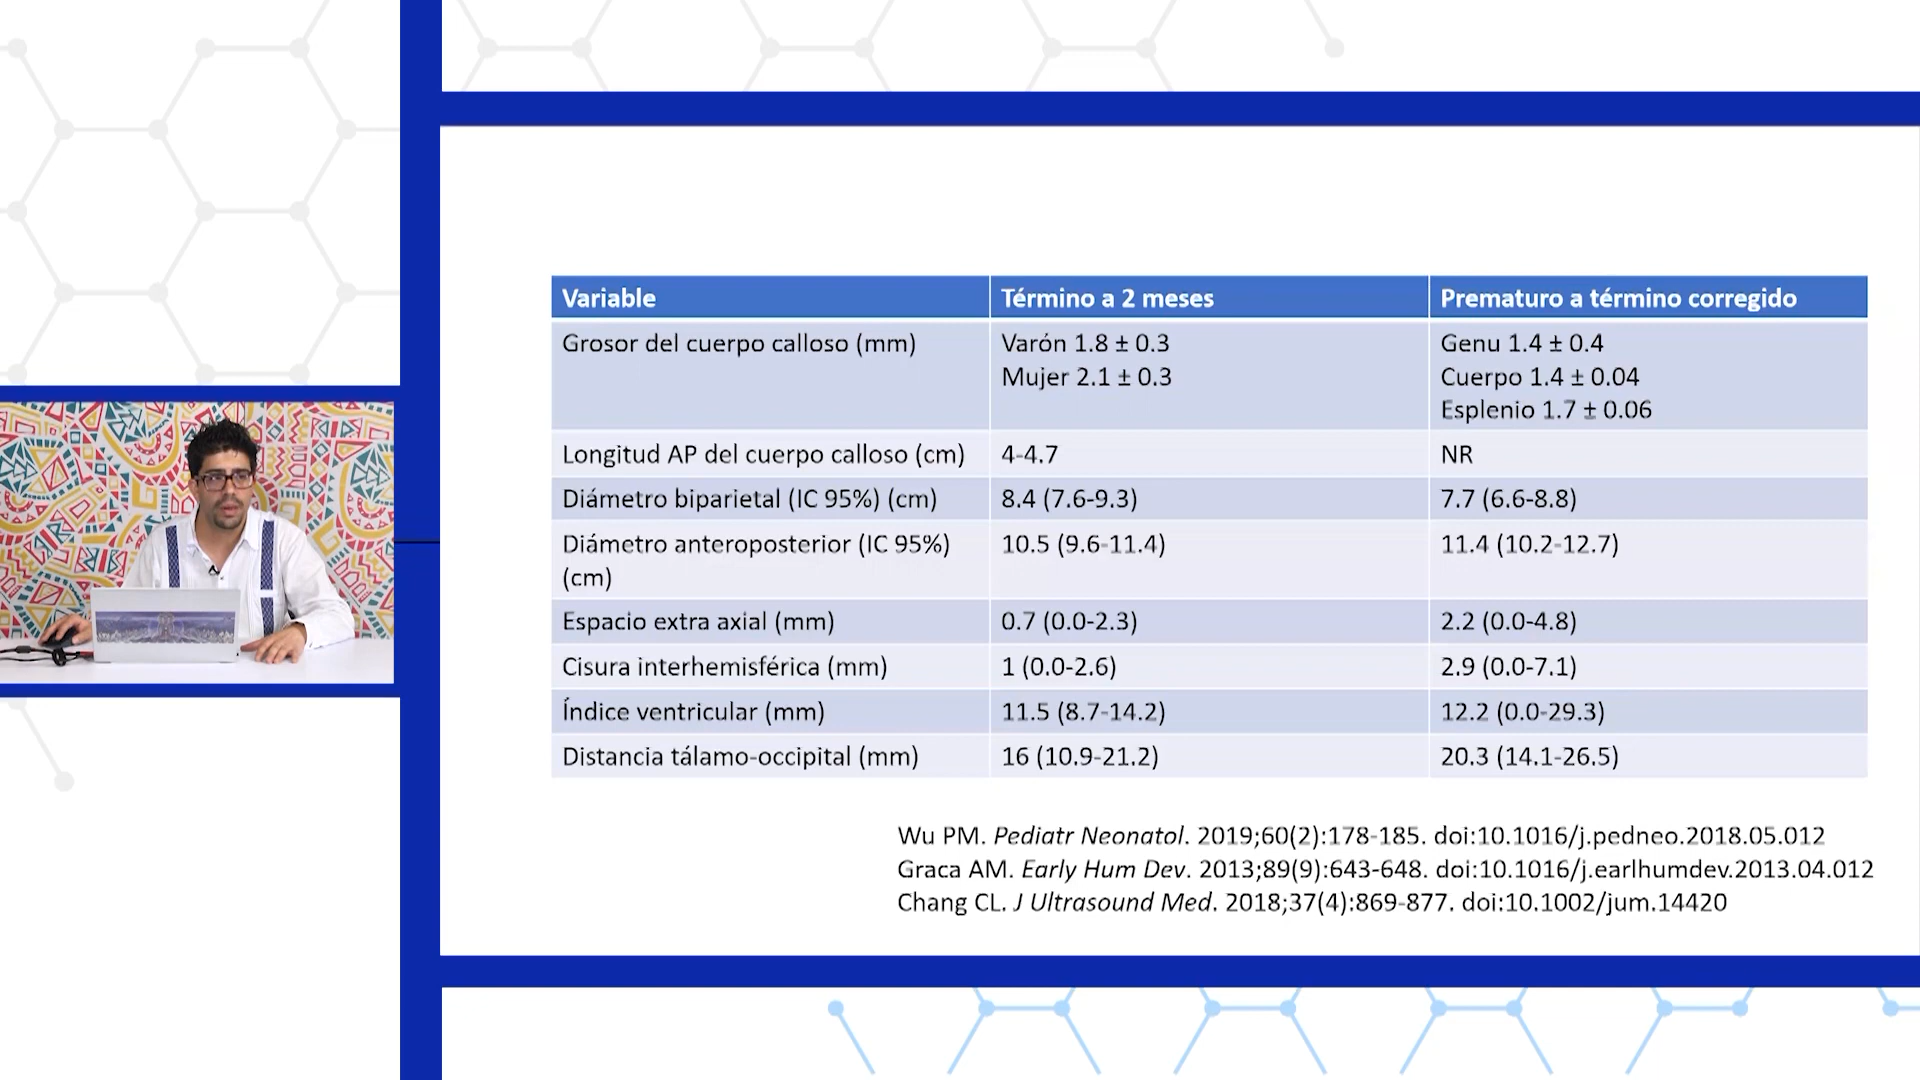 Variable Término a 2 meses Prematuro a término corregido
Grosor del cuerpo calloso (mm) Varón 1.8 ± 0.3 Genu 1.4 ± 0.4
Mujer 2.1 ± 0.3 Cuerpo 1.4 ± 0.04
Esplenio 1.7 ± 0.06
Longitud AP del cuerpo calloso (cm) 4-4.7 NR
Diámetro biparietal (IC 95%) (cm) 8.4 (7.6-9.3) 7.7 (6.6-8.8)
Diámetro anteroposterior (IC 95%) 10.5 (9.6-11.4) 11.4 (10.2-12.7)
(cm)
Espacio extra axial (mm) 0.7 (0.0-2.3) 2.2 (0.0-4.8)
Cisura interhemisférica (mm) 1 (0.0-2.6) 2.9 (0.0-7.1)
Índice ventricular (mm) 11.5 (8.7-14.2) 12.2 (0.0-29.3)
Distancia tálamo-occipital (mm) 16 (10.9-21.2) 20.3 (14.1-26.5)
Wu PM. Pediatr Neonatol. 2019;60(2):178-185. doi:10.1016/j.pedneo.2018.05.012
Graca AM. Early Hum Dev. 2013;89(9):643-648. doi:10.1016/j.earlhumdev.2013.04.012
Chang CL. J Ultrasound Med. 2018;37(4):869-877. doi:10.1002/jum.14420